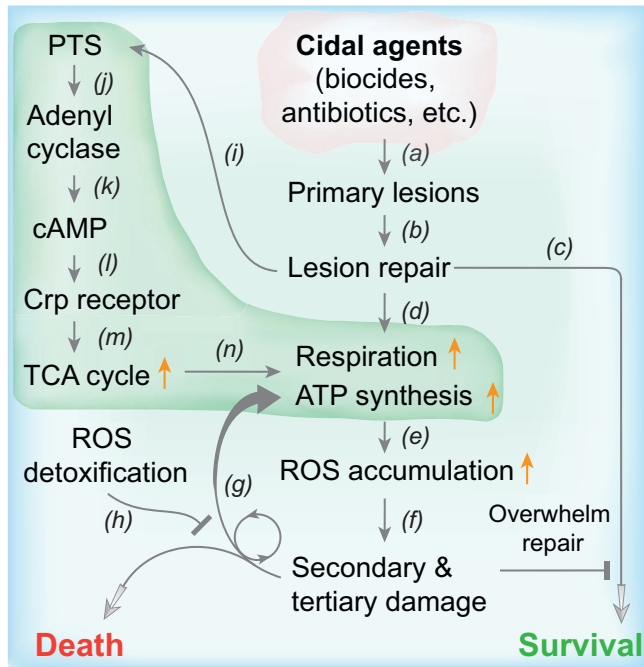 PTS
(j)
Adenyl
cyclase
(k)
cAMP
(l)
Crp receptor
(m)
TCA cycle
(n)
Cidal agents
(biocides,
antibiotics, etc.)
(a)
Primary lesions
(b)
(i)
(c)
Lesion repair
(d)
Respiration
ATP synthesis
(e)
ROS accumulation
(f)
ROS
detoxification
(g)
(h)
Overwhelm
repair
Secondary &
tertiary damage
Death
Survival